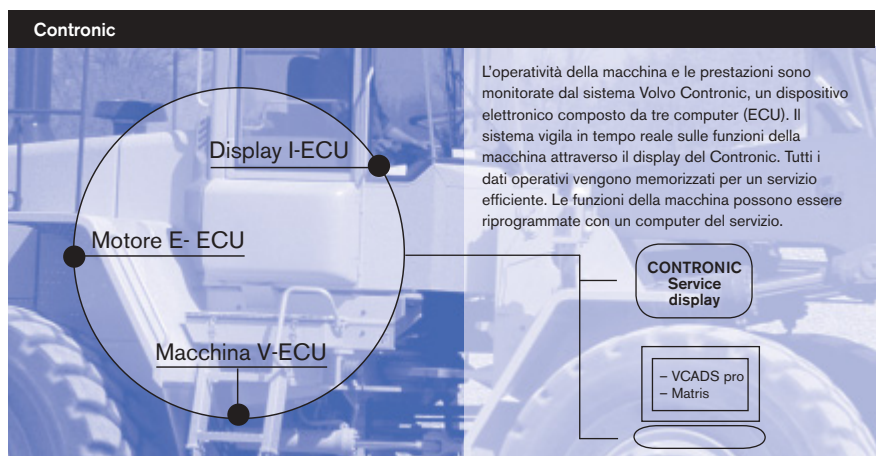 Contronic
L'operatività della macchina e le prestazioni sono
monitorate dal sistema Volvo Contronic, un dispositivo
elettronico composto da tre computer (ECU). Il
sistema vigila in tempo reale sulle funzioni della
macchina attraverso il display del Contronic. Tutti i
dati operativi vengono memorizzati per un servizio
efficiente. Le funzioni della macchina possono essere
riprogrammate con un computer del servizio.
Display I-ECU
Motore E- ECU
Macchina V-ECU
CONTRONIC
Service
display
– VCADS pro
– Matris